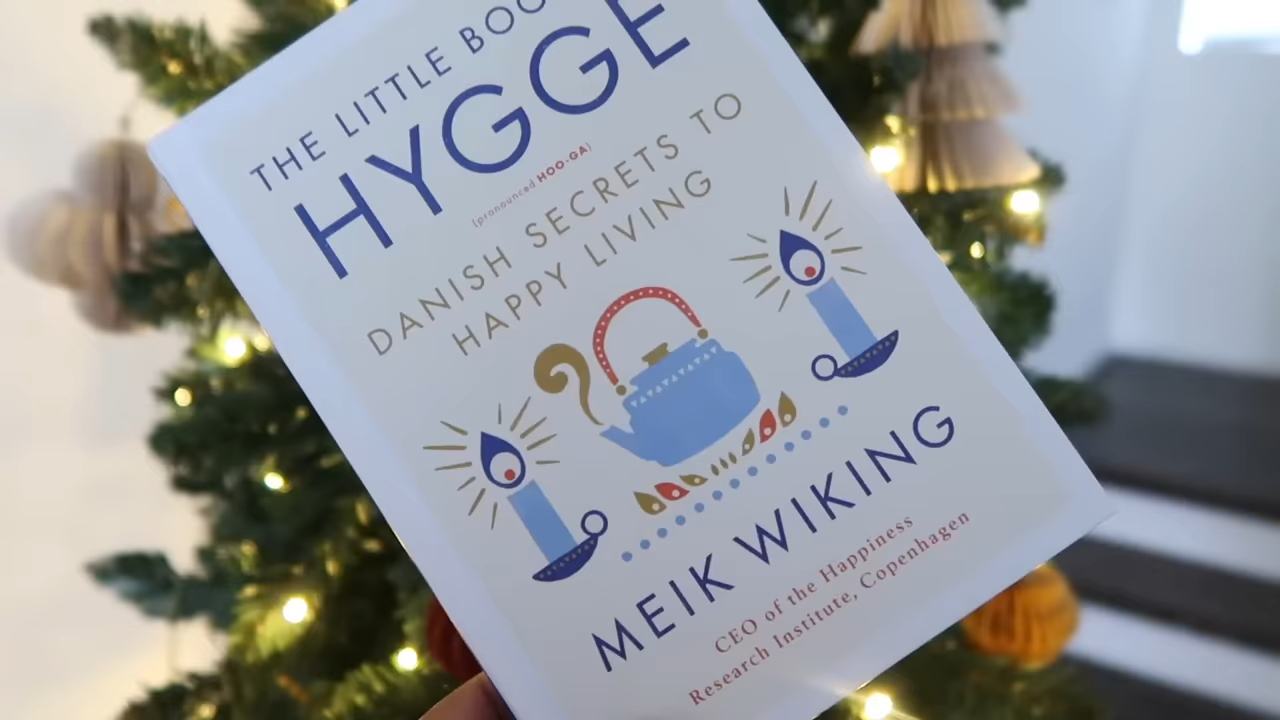 THE LITTLE BOO
HYGGE
(pronounced HOO-GA)
DANISH SECRETS TO
HAPPY LIVING
MEIK WIKING
CEO of the Happiness
Research Institute, Copenhagen